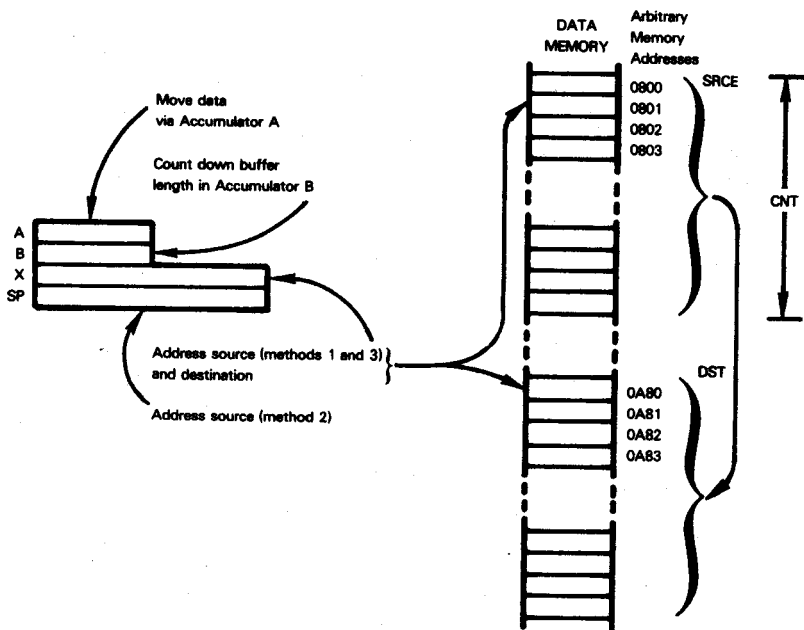 DATA
MEMORY
Arbitrary
Memory
Addresses
Move data
via Accumulator A
Count down buffer
length in Accumulator B
A
B
X
SP
Address source (methods 1 and 3)
and destination
Address source (method 2)
0800
0801
0802
0803
SRCE
CNT
DST
0A80
0A81
0A82
0A83